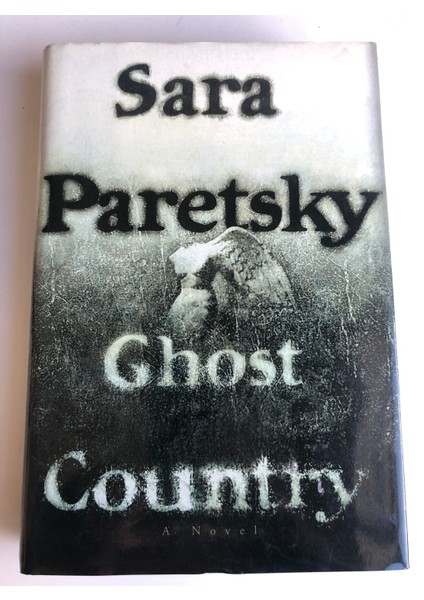 Sara
Paretsky
Ghost
Country
A Novel